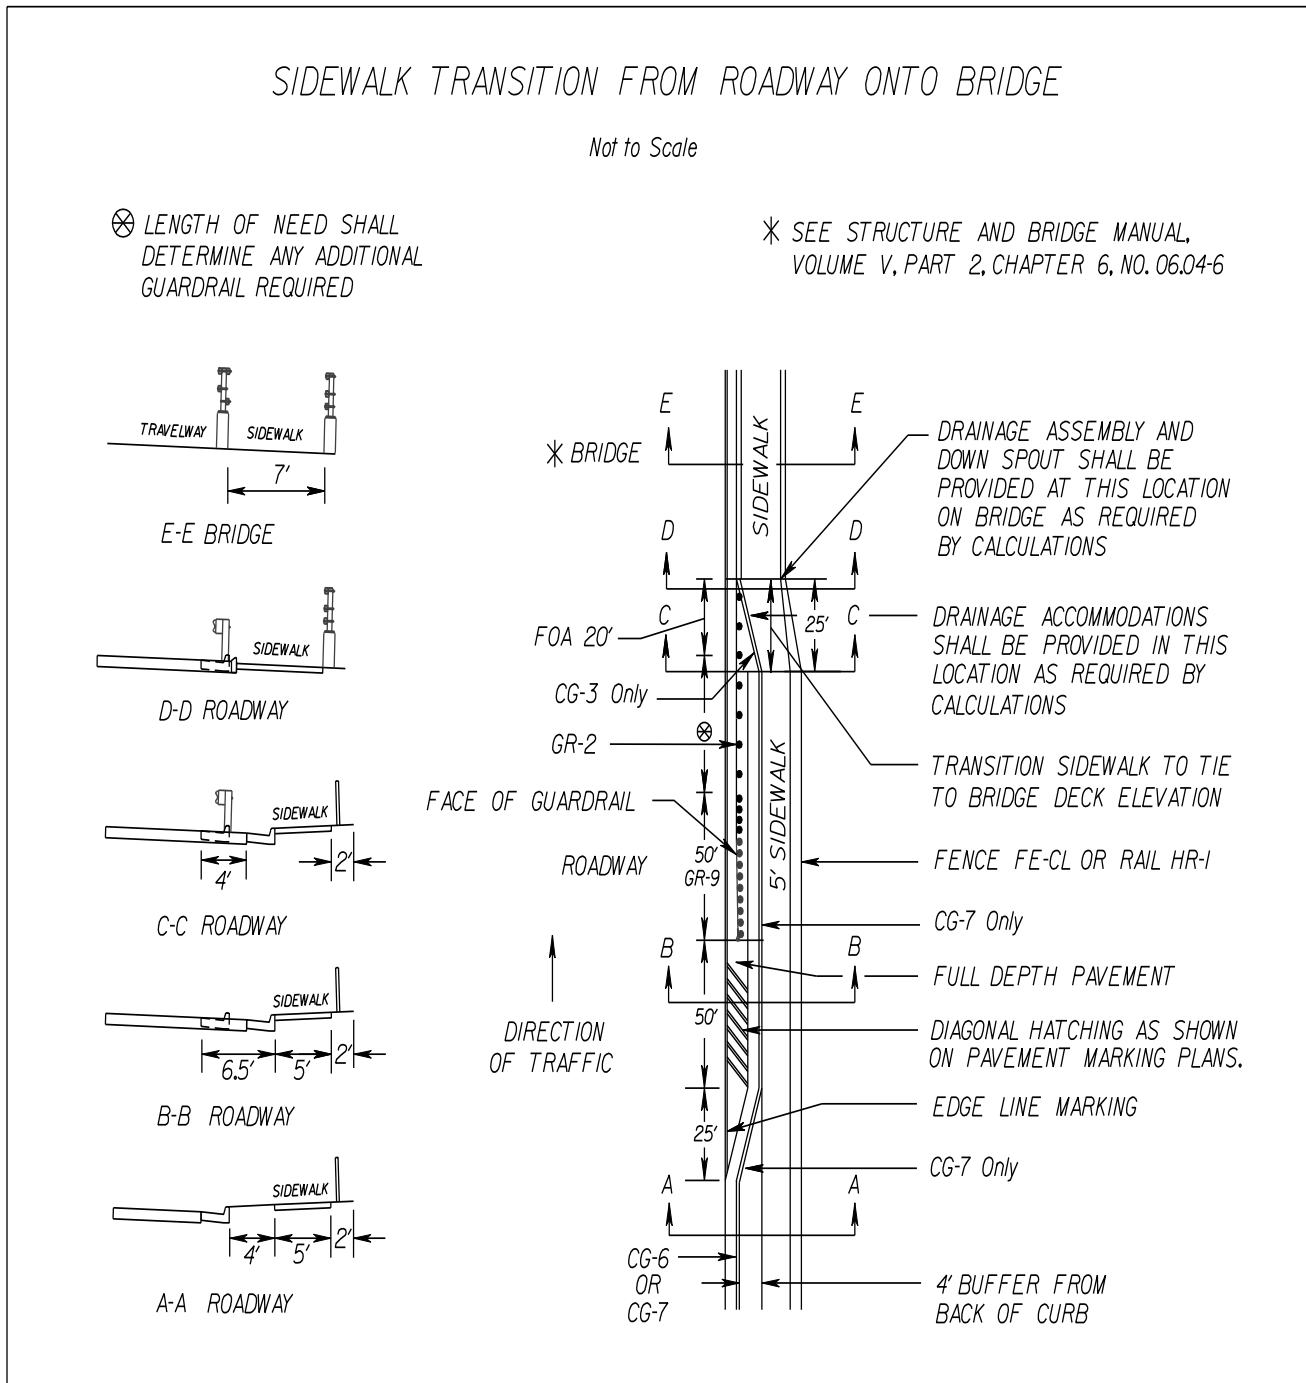 SIDEWALK TRANSITION FROM ROADWAY ONTO BRIDGE
Not to Scale
LENGTH OF NEED SHALL
DETERMINE ANY ADDITIONAL
GUARDRAIL REQUIRED
SEE STRUCTURE AND BRIDGE MANUAL,
VOLUME V, PART 2, CHAPTER 6, NO. 06.04-6
TRAVELWAY SIDEWALK
7'
E-E BRIDGE
SIDEWALK
D-D ROADWAY
SIDEWALK
4' 2'
C-C ROADWAY
SIDEWALK
6.5' 5' 2'
B-B ROADWAY
SIDEWALK
4' 5' 2'
A-A ROADWAY
E E
BRIDGE
SIDEWALK
D D
C C
25'
FOA 20'
CG-3 Only
GR-2
FACE OF GUARDRAIL
ROADWAY
50'
GR-9
5' SIDEWALK
B B
50'
DIRECTION
OF TRAFFIC
25'
A A
CG-6
OR
CG-7
DRAINAGE ASSEMBLY AND
DOWN SPOUT SHALL BE
PROVIDED AT THIS LOCATION
ON BRIDGE AS REQUIRED
BY CALCULATIONS
DRAINAGE ACCOMMODATIONS
SHALL BE PROVIDED IN THIS
LOCATION AS REQUIRED BY
CALCULATIONS
TRANSITION SIDEWALK TO TIE
TO BRIDGE DECK ELEVATION
FENCE FE-CL OR RAIL HR-1
CG-7 Only
FULL DEPTH PAVEMENT
DIAGONAL HATCHING AS SHOWN
ON PAVEMENT MARKING PLANS.
EDGE LINE MARKING
CG-7 Only
4' BUFFER FROM
BACK OF CURB